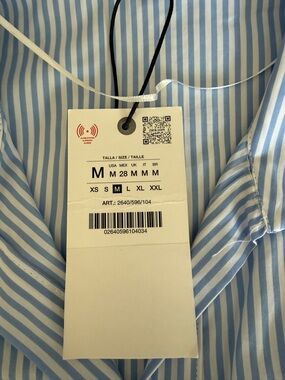 TALLA / SIZE / TAILLE
USA MEX UK IT BR
M M 28 M M M
XS S M L XL XXL
ART.: 2640/596/104
02640596104034